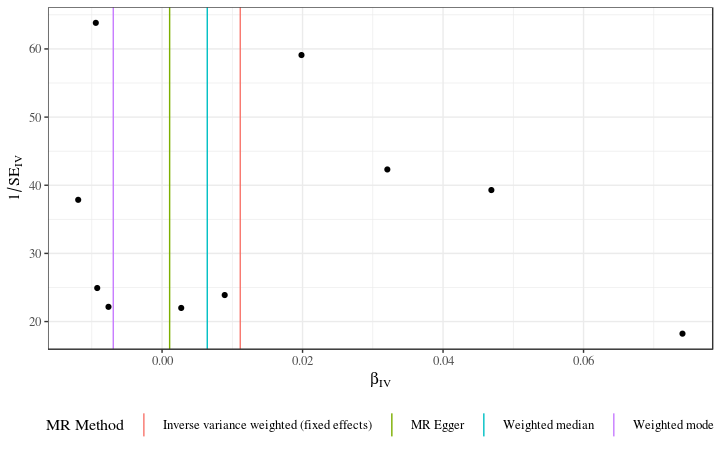 60
50
40
30
20
1/SE_IV
0.00 0.02 0.04 0.06
β_IV
MR Method Inverse variance weighted (fixed effects) MR Egger Weighted median Weighted mode